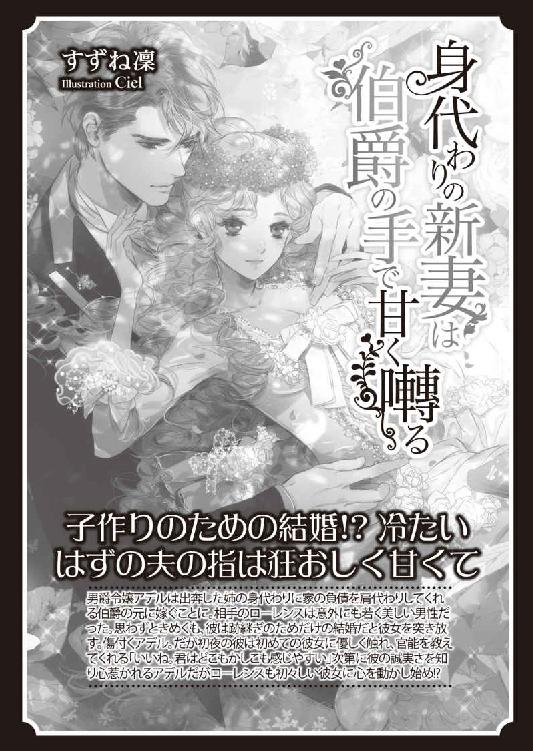 すずね凜
Illustration Ciel
身代わりの新妻は
伯爵の手で甘く囀る
子作りのための結婚!? 冷たい
はずの夫の指は狂おしく甘くて
男爵令嬢アデルは出奔した姉の身代わりに家の負債を肩代わりしてくれ
る伯爵の元に嫁ぐことに。相手のローレンスは意外にも若く美しい男性だ
った。思わずときめくも、彼は跡継ぎのためだけの結婚だと彼女を突き放
す。傷付くアデル。だが初夜の彼は初めての彼女に優しく触れ、官能を教え
てくれる「いいね。君はどこもかしこも感じやすい」次第に彼の誠実さを知
り心惹かれるアデルだがローレンスも初々しい彼女に心を動かし始め!?